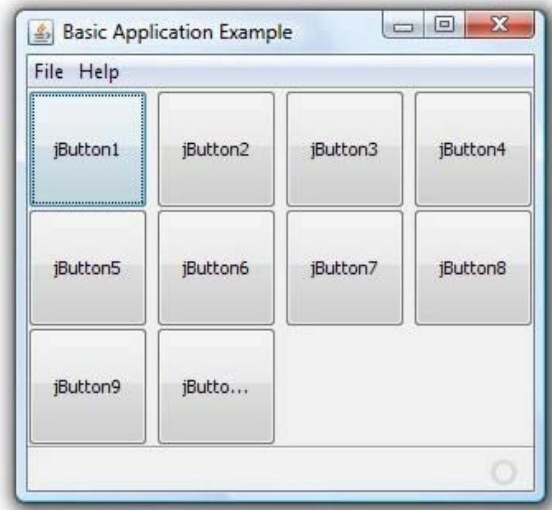 Basic Application Example
File Help
jButton1 jButton2 jButton3 jButton4
jButton5 jButton6 jButton7 jButton8
jButton9 jButto...